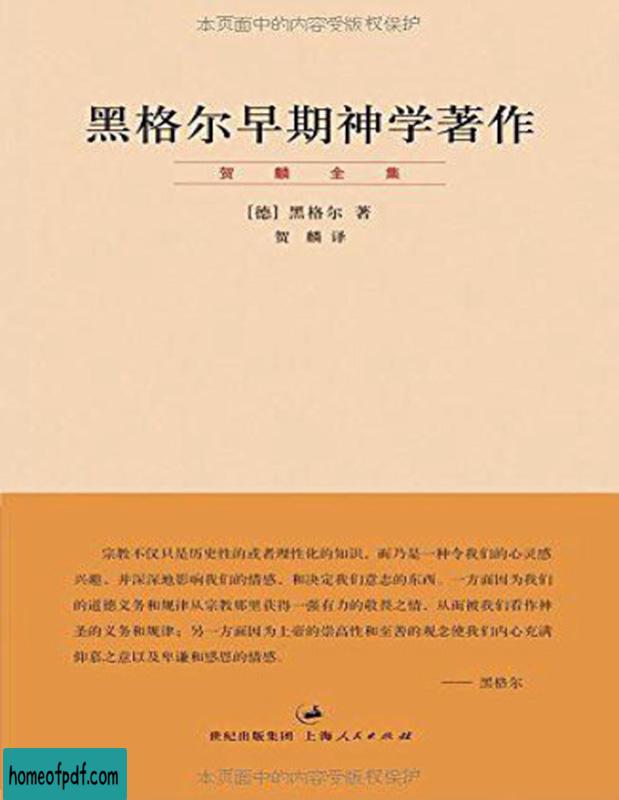 本页面中的内容受版权保护
黑格尔早期神学著作
贺麟全集
[德] 黑格尔 著
贺 麟 译
宗教不仅只是历史性的或者理性化的知识，而乃是一种令我们的心灵感
兴趣，并深深地影响我们的情感，和决定我们意志的东西。一方面因为我们
的道德义务和规律从宗教那里获得一强有力的敬畏之情，从而被我们看作神
圣的义务和规律；另一方面因为上帝的崇高性和至善的观念使我们内心充满
仰慕之意以及卑谦和感恩的情感。
—— 黑格尔
世纪出版集团 上海人民出版社
homeofpdf.com
本页面中的内容受版权保护